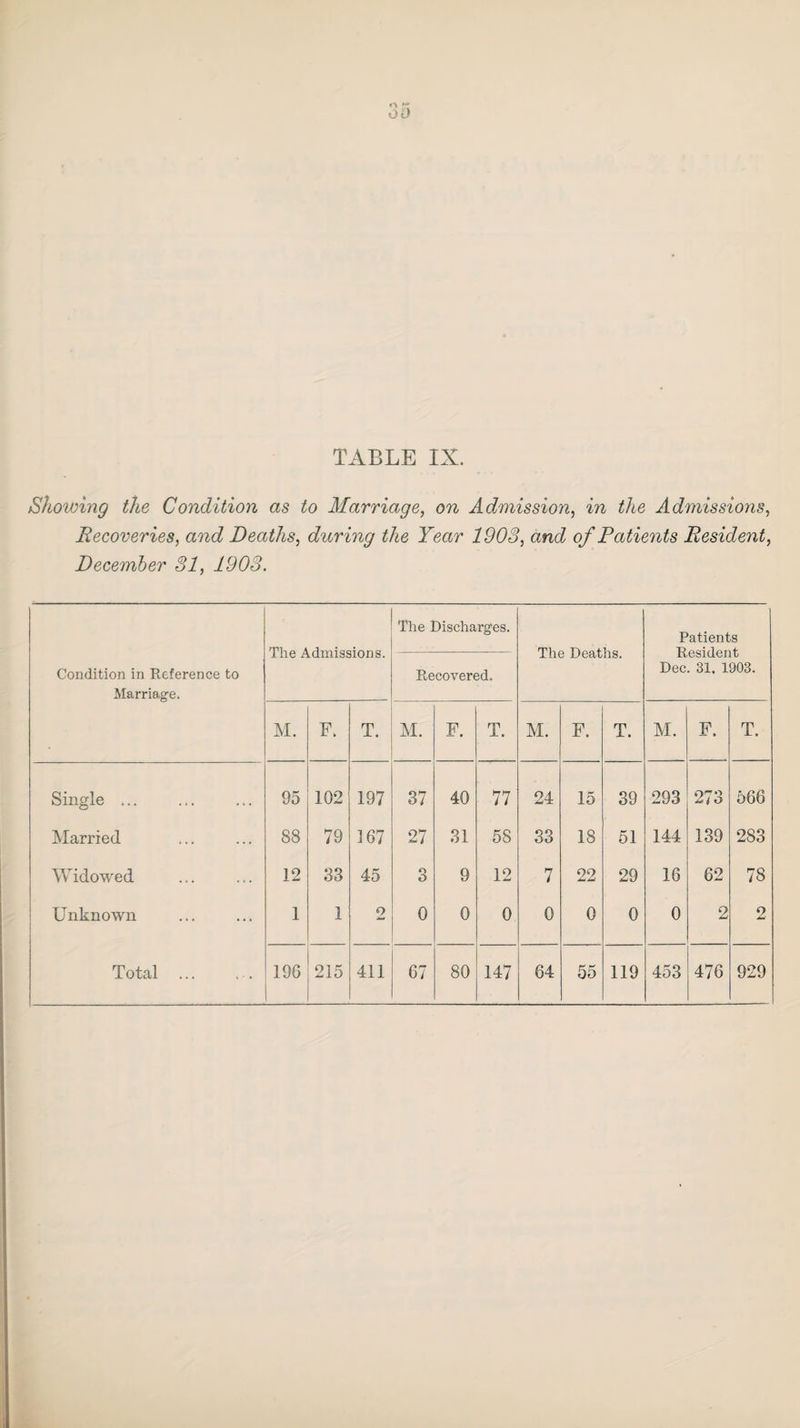 35
TABLE IX.
Showing the Condition as to Marriage, on Admission, in the Admissions,
Recoveries, and Deaths, during the Year 1903, and of Patients Resident,
December 31, 1903.
Condition in Reference to Marriage. The Admissions. The Discharges. Recovered. The Deaths. Patients Resident Dec. 31, 1903.
M. F. T. M. F. T. M. F. T. M. F. T.
Single ... ... ... 95 102 197 37 40 77 24 15 39 293 273 566
Married ... ... 88 79 167 27 31 58 33 18 51 144 139 283
Widowed ... ... 12 33 45 3 9 12 7 22 29 16 62 78
Unknown ... ... 1 1 2 0 0 0 0 0 0 0 2 2
Total ... ... 196 215 411 67 80 147 64 55 119 453 476 929